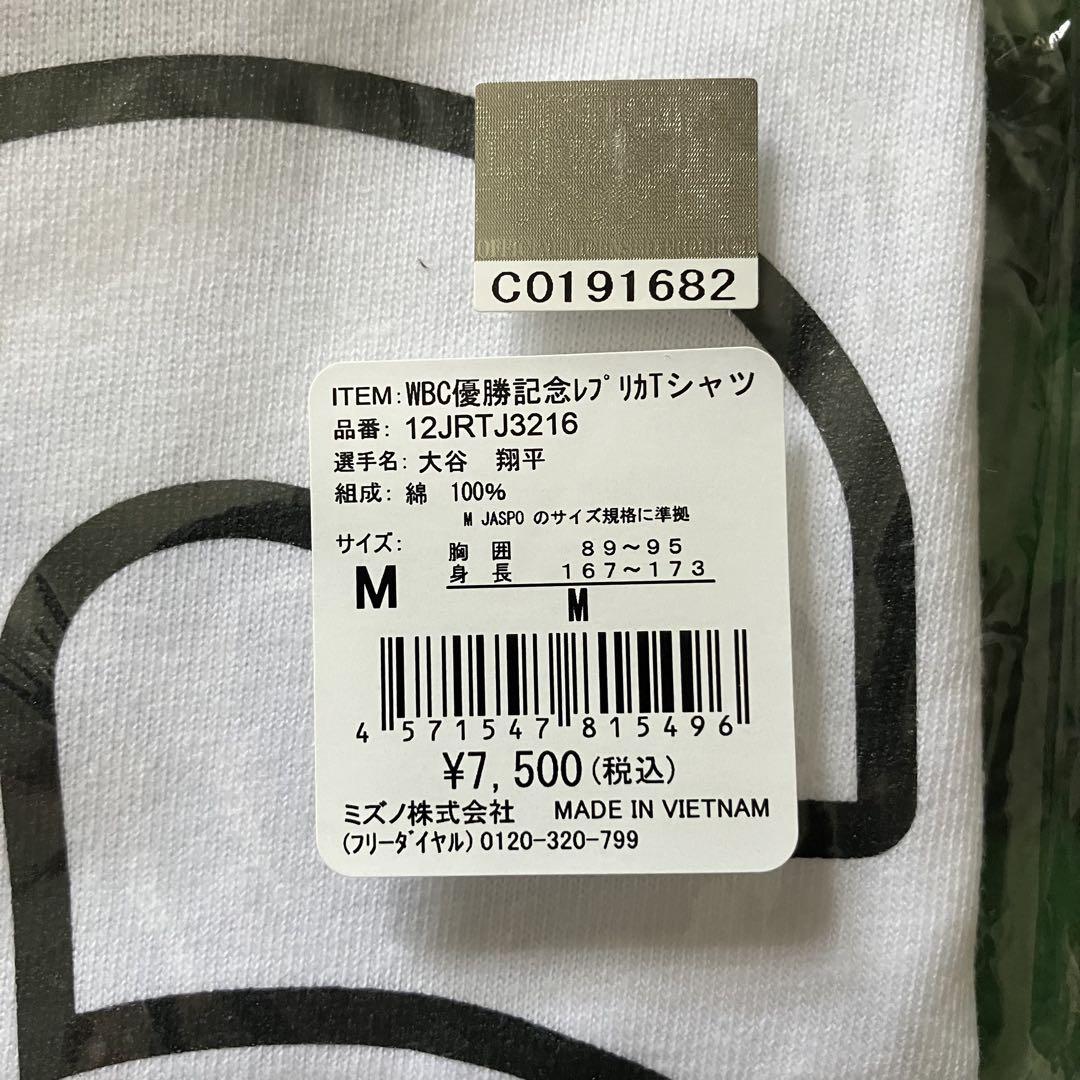 OFFICIAL LICENSED PRODUCT
C0191682
ITEM:WBC優勝記念ﾚﾌﾟﾘｶTシャツ
品番: 12JRTJ3216
選手名: 大谷　翔平
組成: 綿　100%
M JASPO のサイズ規格に準拠
サイズ:
胸　囲　89～95
身　長　167～173
M
M
4 571547 815496
¥7,500(税込)
ミズノ株式会社　MADE IN VIETNAM
(フリーダイヤル) 0120-320-799